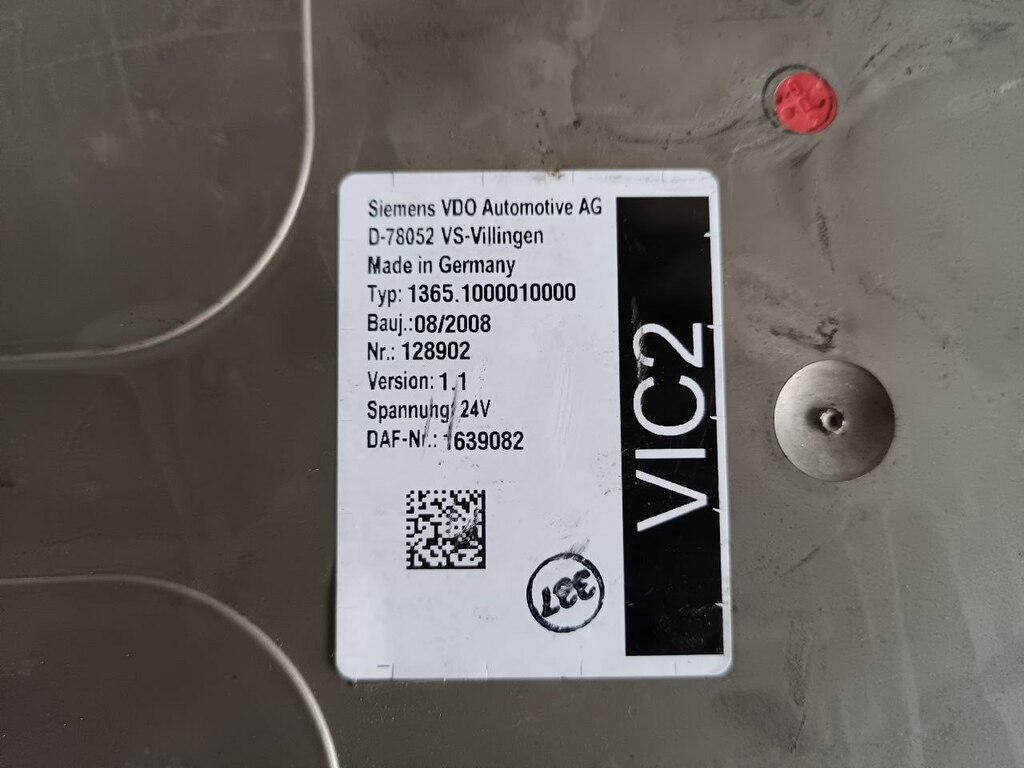 Siemens VDO Automotive AG
D-78052 VS-Villingen
Made in Germany
Typ: 1365.1000010000
Bauj.:08/2008
Nr.: 128902
Version: 1.1
Spannung: 24V
DAF-Nr.: 1639082
VIC2
337